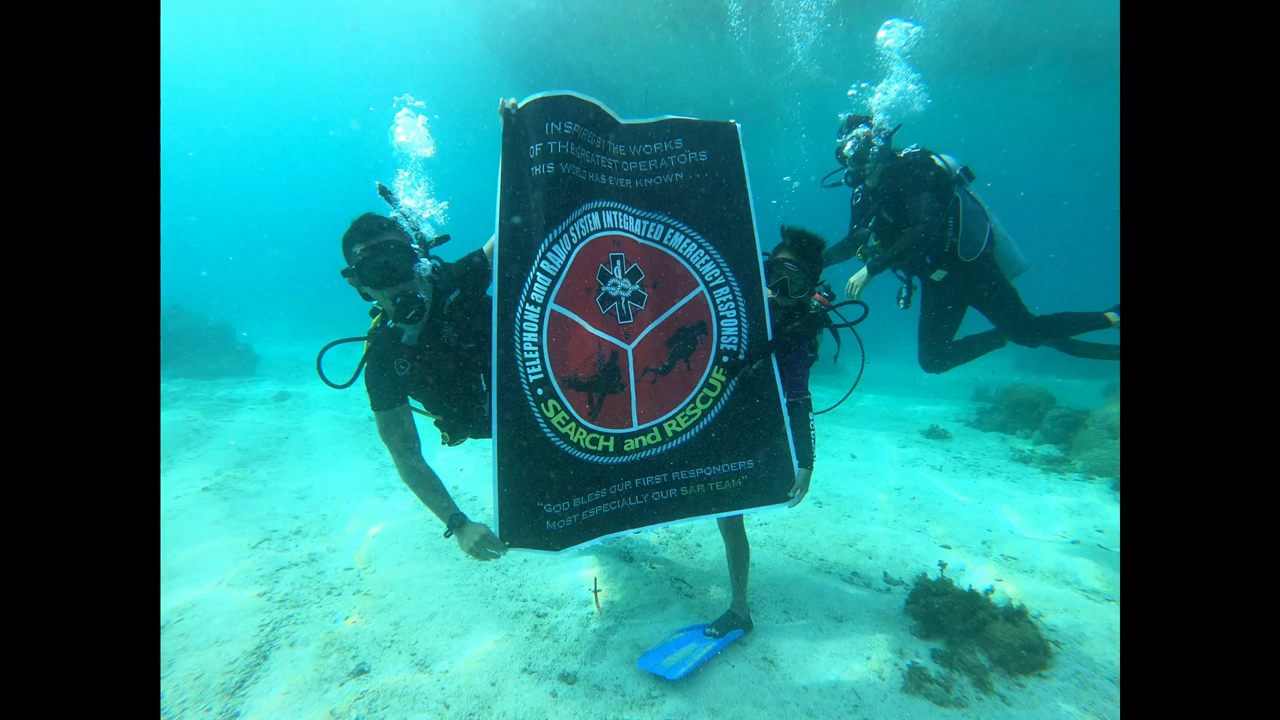 INSPIRED BY THE WORKS
OF THE GREATEST OPERATORS
THIS WORLD HAS EVER KNOWN . . .
• TELEPHONE and RADIO SYSTEM INTEGRATED EMERGENCY RESPONSE •
N
SEARCH and RESCUE
"GOD BLESS OUR FIRST RESPONDERS
MOST ESPECIALLY OUR SAR TEAM"